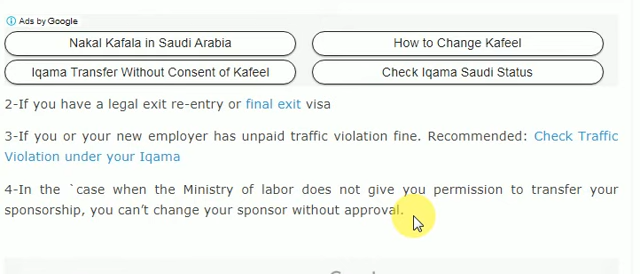 Ads by Google
Nakal Kafala in Saudi Arabia
How to Change Kafeel
Iqama Transfer Without Consent of Kafeel
Check Iqama Saudi Status
2-If you have a legal exit re-entry or final exit visa
3-If you or your new employer has unpaid traffic violation fine. Recommended: Check Traffic
Violation under your Iqama
4-In the `case when the Ministry of labor does not give you permission to transfer your
sponsorship, you can’t change your sponsor without approval.